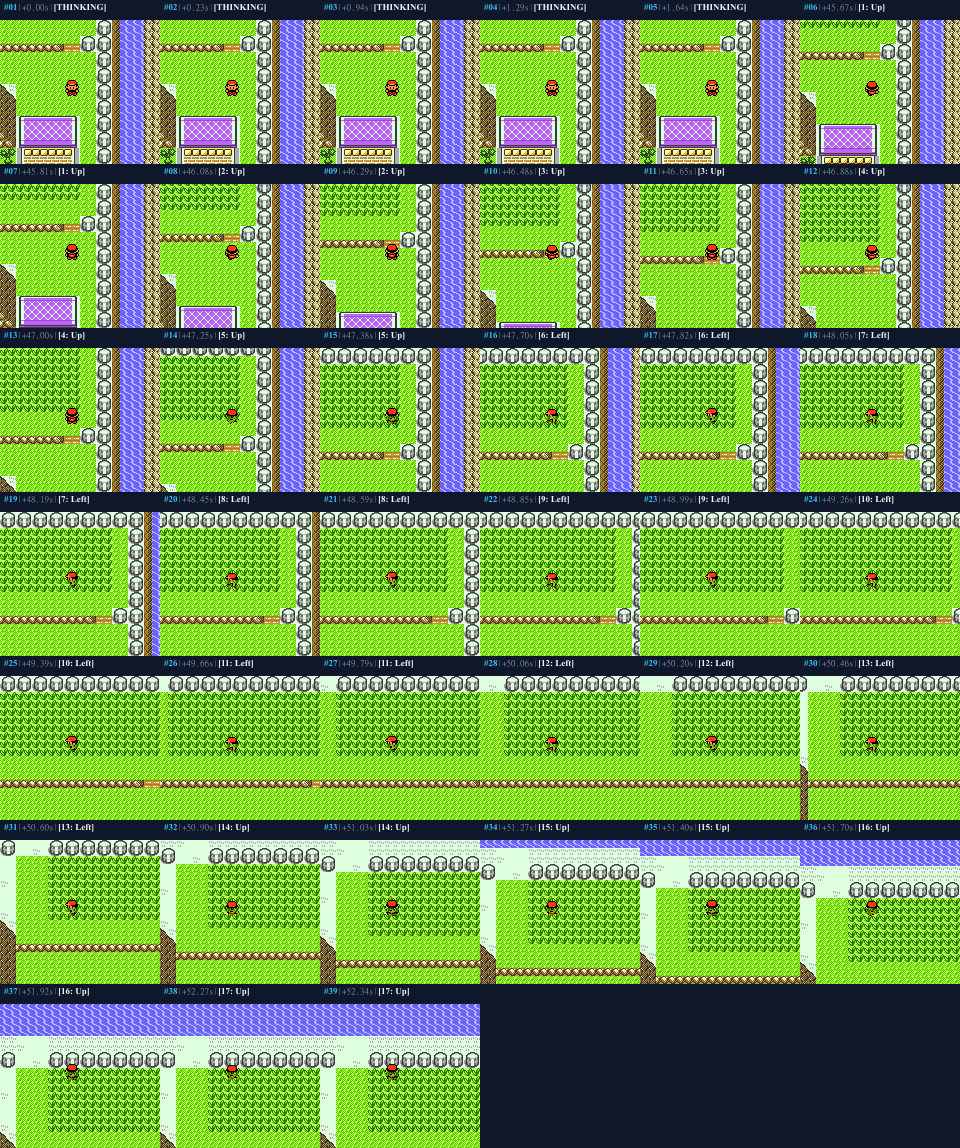 #01|+0.00s|[THINKING] #02|+0.23s|[THINKING] #03|+0.94s|[THINKING] #04|+1.29s|[THINKING] #05|+1.64s|[THINKING] #06|+45.67s|[1: Up]
#07|+45.81s|[1: Up] #08|+46.08s|[2: Up] #09|+46.29s|[2: Up] #10|+46.48s|[3: Up] #11|+46.65s|[3: Up] #12|+46.88s|[4: Up]
#13|+47.00s|[4: Up] #14|+47.25s|[5: Up] #15|+47.38s|[5: Up] #16|+47.70s|[6: Left] #17|+47.82s|[6: Left] #18|+48.05s|[7: Left]
#19|+48.19s|[7: Left] #20|+48.45s|[8: Left] #21|+48.59s|[8: Left] #22|+48.85s|[9: Left] #23|+48.99s|[9: Left] #24|+49.26s|[10: Left]
#25|+49.39s|[10: Left] #26|+49.66s|[11: Left] #27|+49.79s|[11: Left] #28|+50.06s|[12: Left] #29|+50.20s|[12: Left] #30|+50.46s|[13: Left]
#31|+50.60s|[13: Left] #32|+50.90s|[14: Up] #33|+51.03s|[14: Up] #34|+51.27s|[15: Up] #35|+51.40s|[15: Up] #36|+51.70s|[16: Up]
#37|+51.92s|[16: Up] #38|+52.27s|[17: Up] #39|+52.34s|[17: Up]